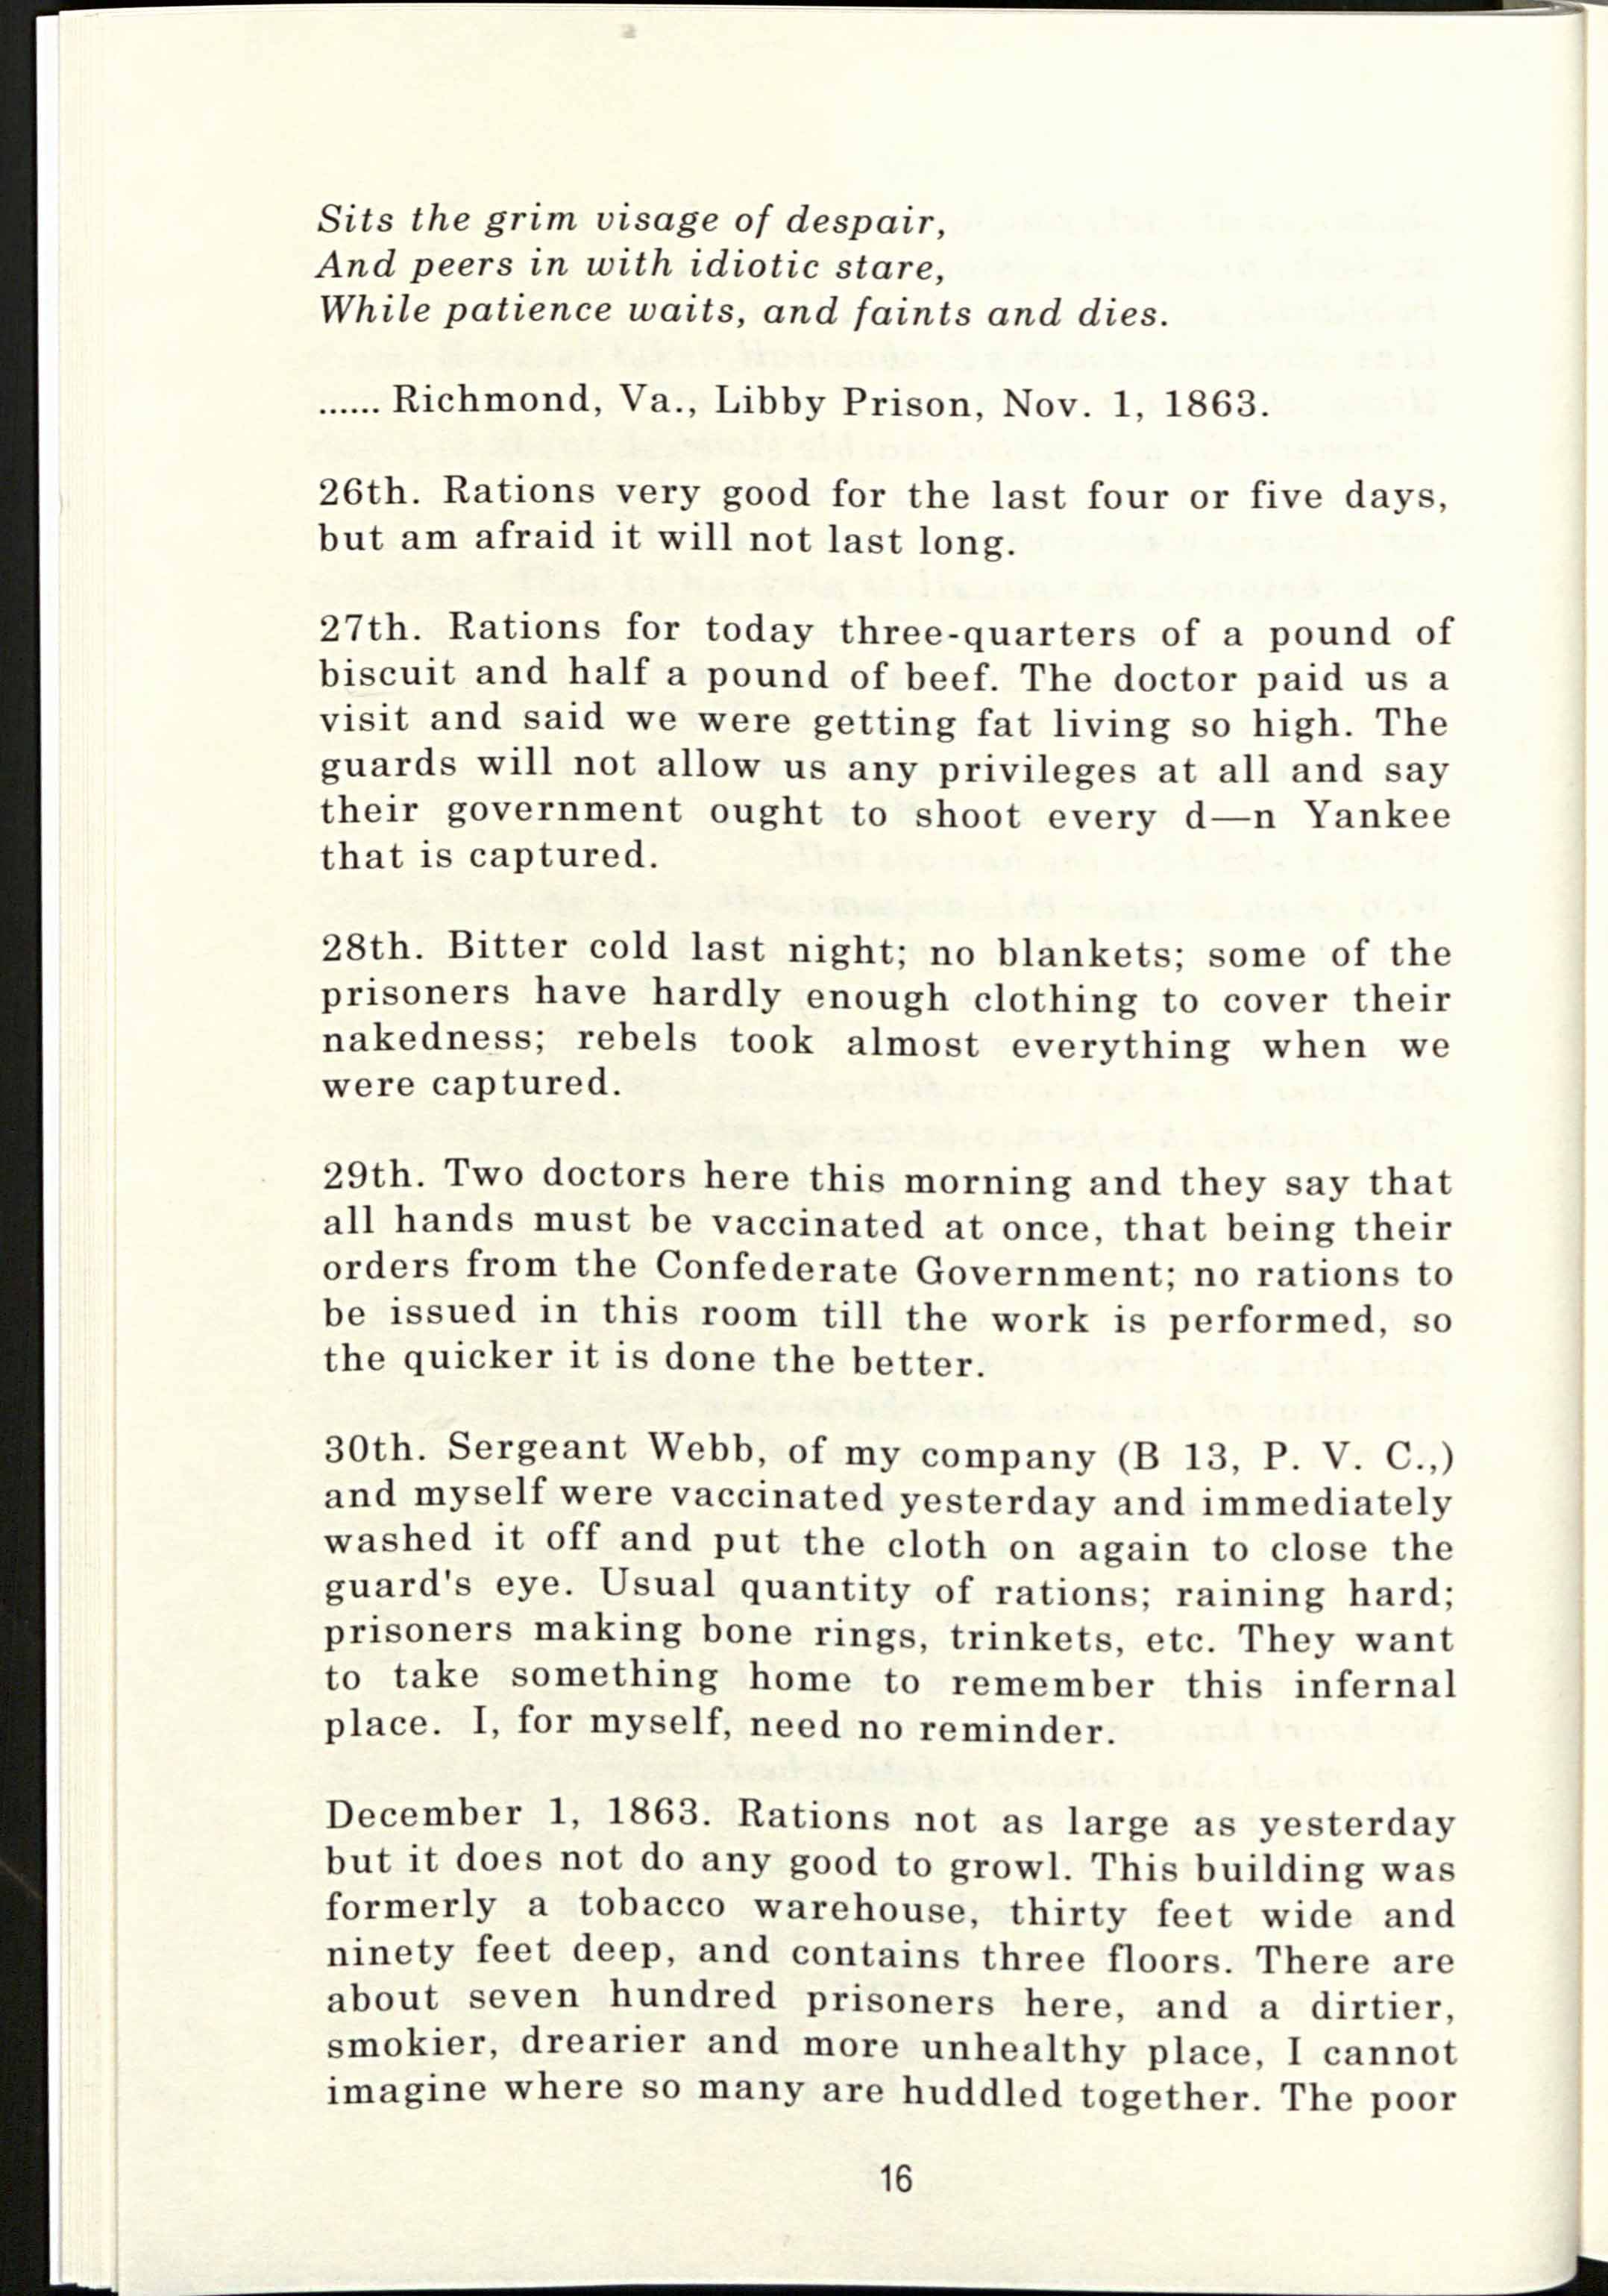 Sits the grim visage of despair,
And peers in with idiotic stare,
While patience waits, and faints and dies.
...... Richmond, Va., Libby Prison, Nov. 1, 1863.
26th. Rations very good for the last four or five days,
but am afraid it will not last long.
27th. Rations for today three-quarters of a pound of
biscuit and half a pound of beef. The doctor paid us a
visit and said we were getting fat living so high. The
guards will not allow us any privileges at all and say
their government ought to shoot every d—n Yankee
that is captured.
28th. Bitter cold last night; no blankets; some of the
prisoners have hardly enough clothing to cover their
nakedness; rebels took almost everything when we
were captured.
29th. Two doctors here this morning and they say that
all hands must be vaccinated at once, that being their
orders from the Confederate Government; no rations to
be issued in this room till the work is performed, so
the quicker it is done the better.
30th. Sergeant Webb, of my company (B 13, P. V. C.,)
and myself were vaccinated yesterday and immediately
washed it off and put the cloth on again to close the
guard's eye. Usual quantity of rations; raining hard;
prisoners making bone rings, trinkets, etc. They want
to take something home to remember this infernal
place. I, for myself, need no reminder.
December 1, 1863. Rations not as large as yesterday
but it does not do any good to growl. This building was
formerly a tobacco warehouse, thirty feet wide and
ninety feet deep, and contains three floors. There are
about seven hundred prisoners here, and a dirtier,
smokier, drearier and more unhealthy place, I cannot
imagine where so many are huddled together. The poor
16